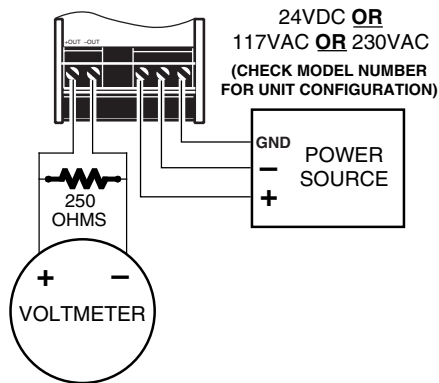 24VDC OR
117VAC OR 230VAC
(CHECK MODEL NUMBER
FOR UNIT CONFIGURATION)
+OUT –OUT
GND
–
+
POWER
SOURCE
250
OHMS
+ –
VOLTMETER